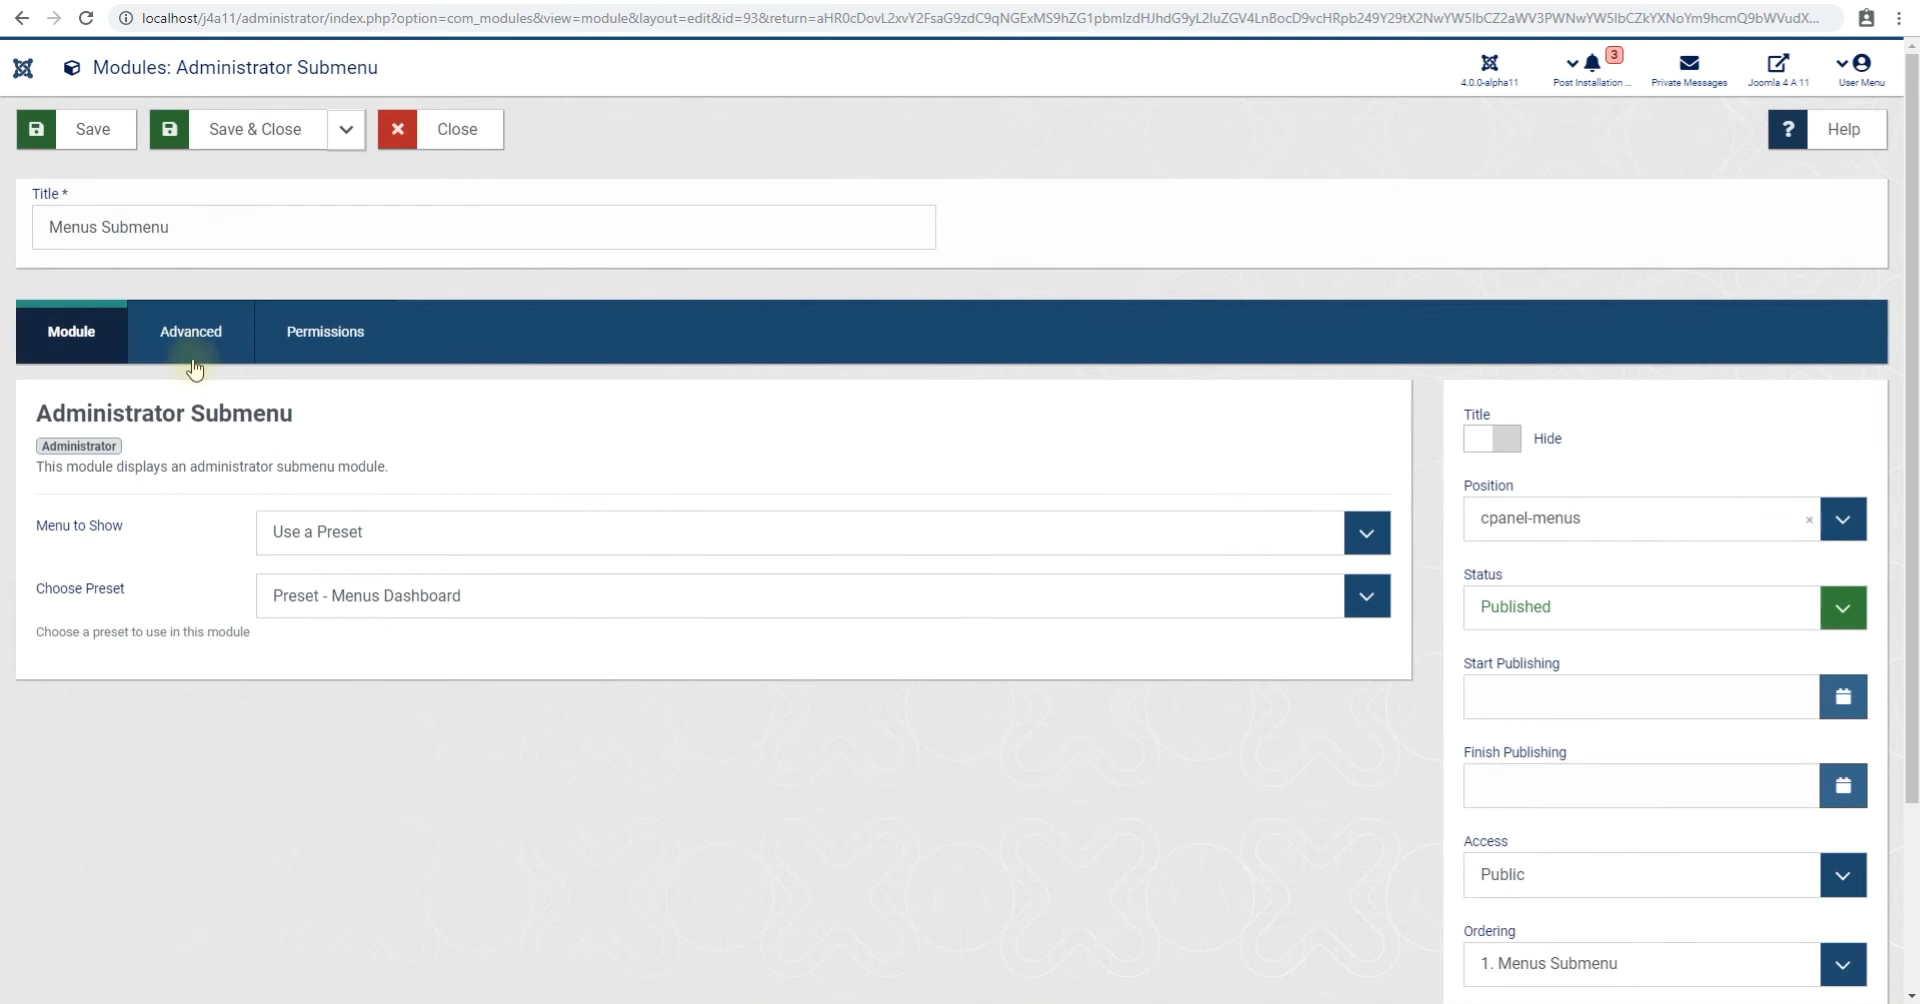 localhost/j4a11/administrator/index.php?option=com_modules&view=module&layout=edit&id=93&return=
Modules: Administrator Submenu
4.0.0-alpha11
3
Post Installation ...
Private Messages
Joomla 4 A 11
User Menu
Save
Save & Close
Close
? Help
Title *
Menus Submenu
Module
Advanced
Permissions
Administrator Submenu
Administrator
This module displays an administrator submenu module.
Menu to Show
Use a Preset
Choose Preset
Preset - Menus Dashboard
Choose a preset to use in this module
Title
Hide
Position
cpanel-menus ×
Status
Published
Start Publishing
Finish Publishing
Access
Public
Ordering
1. Menus Submenu